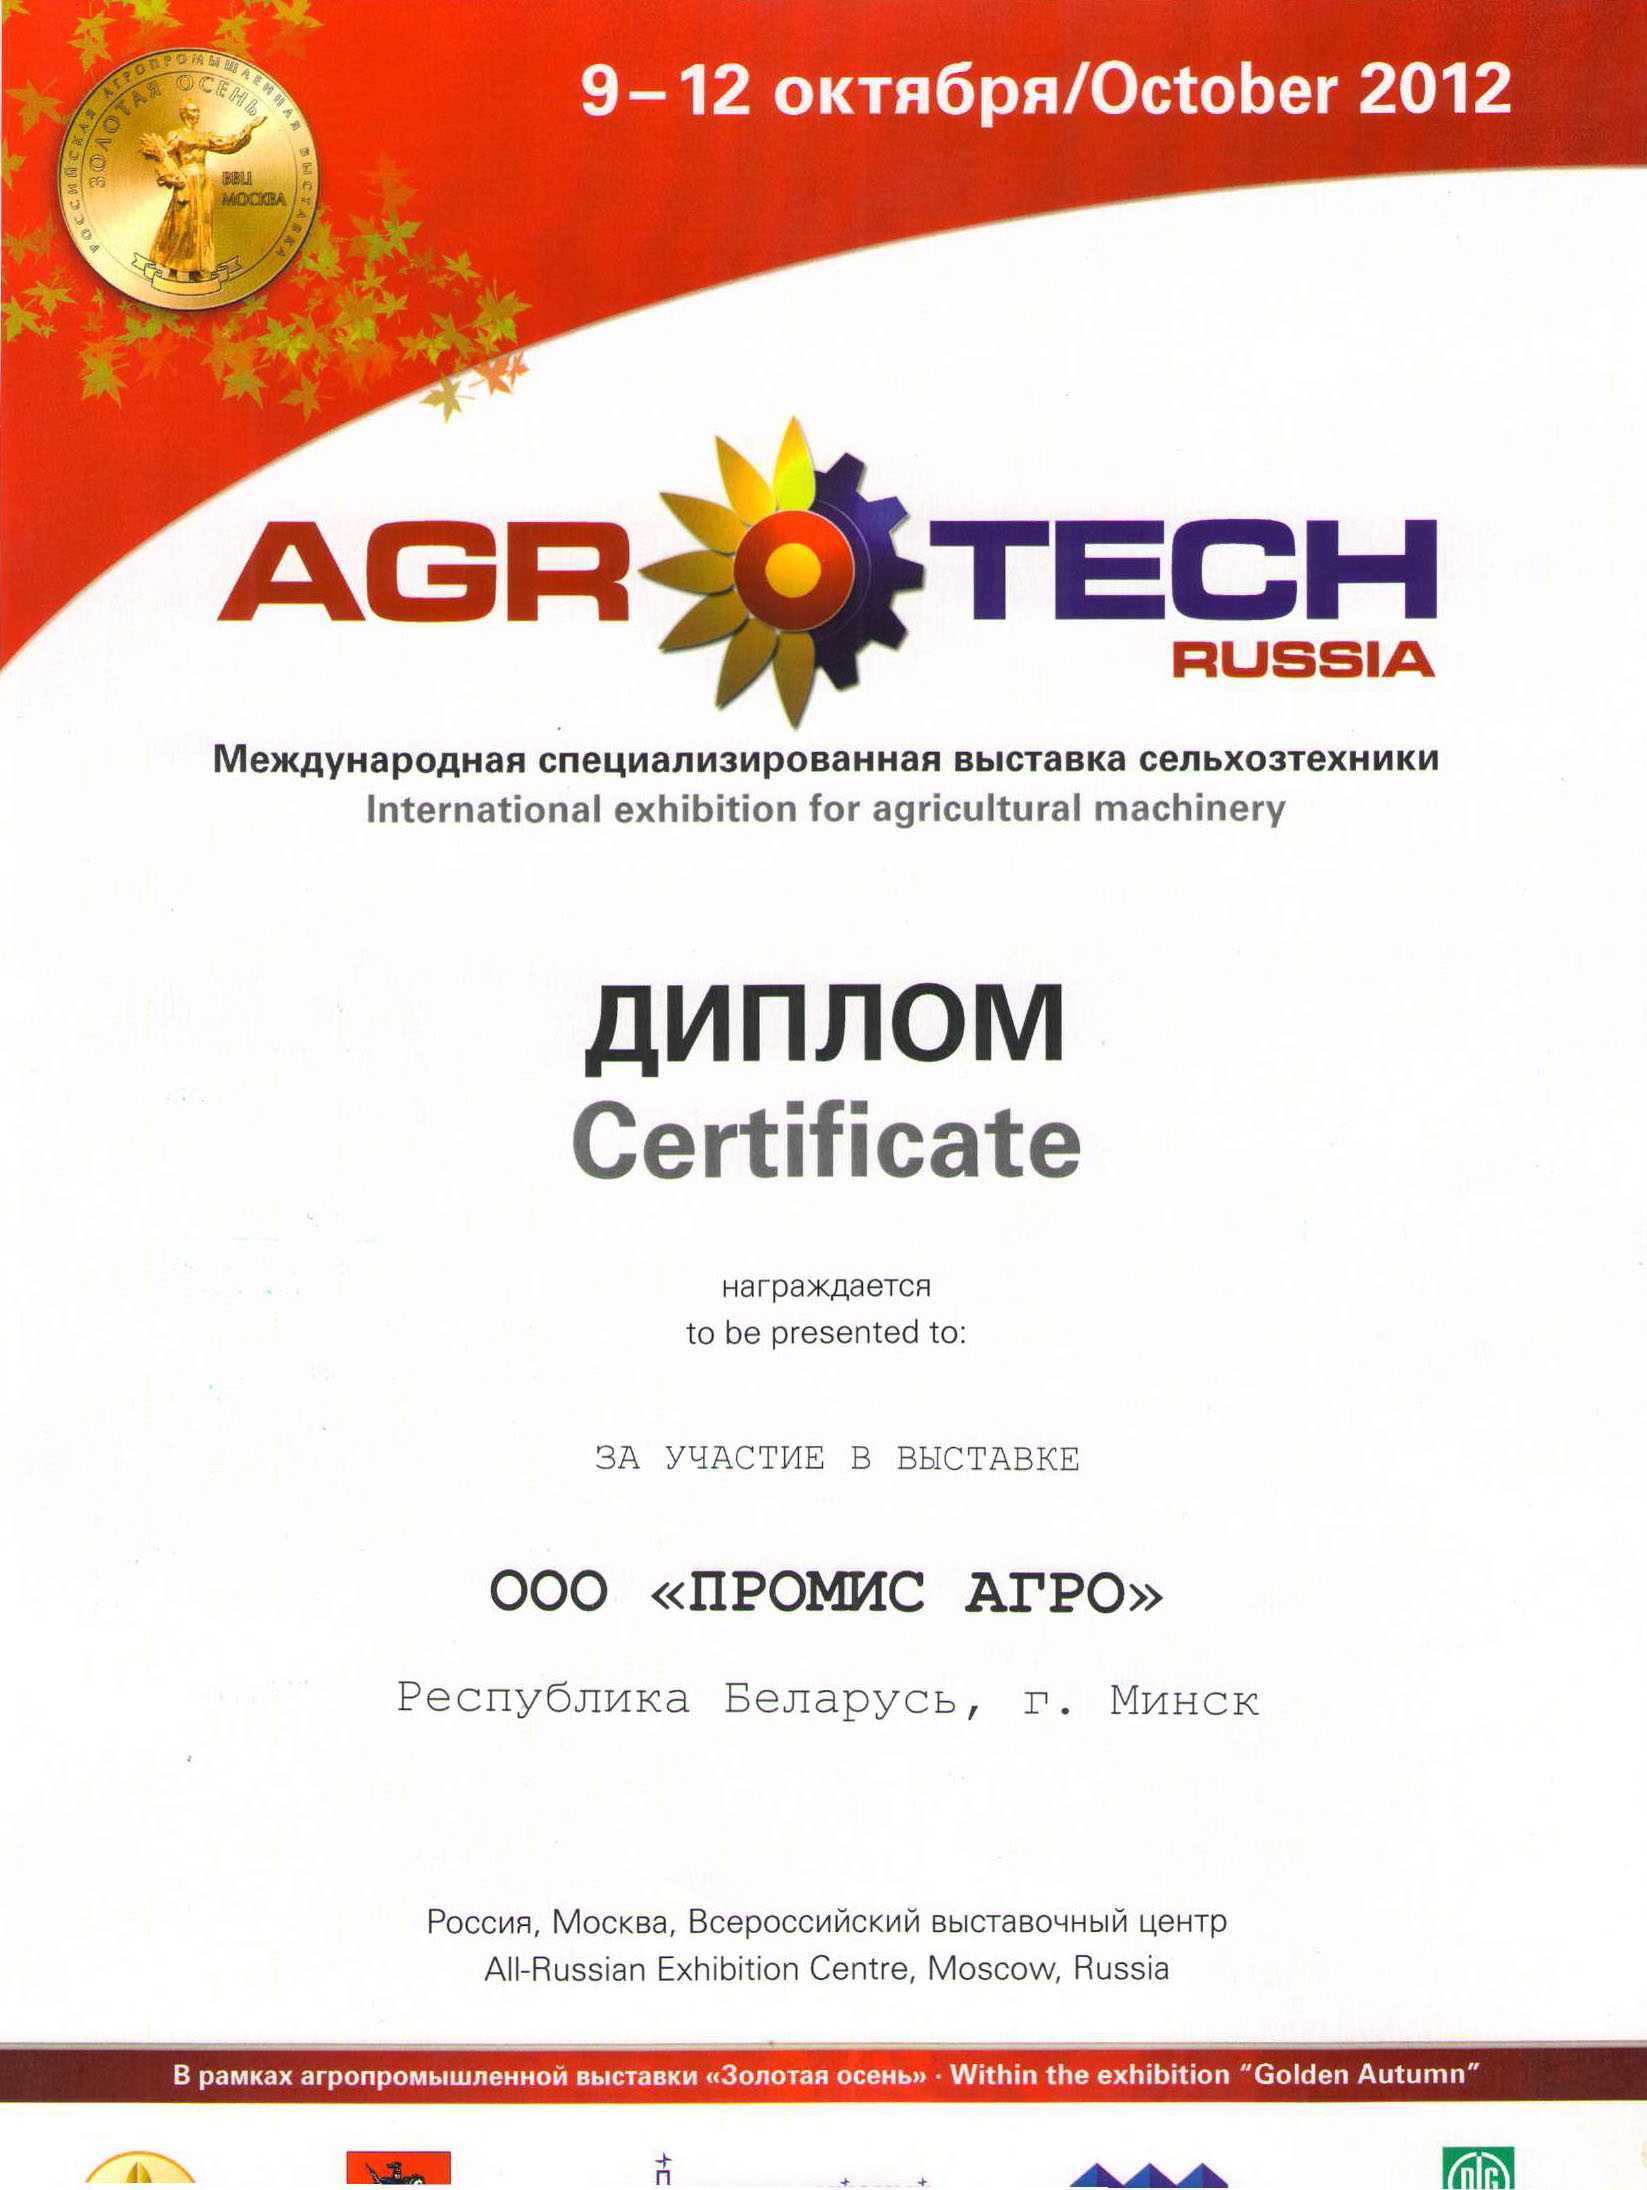 РОССИЙСКАЯ АГРОПРОМЫШЛЕННАЯ ВЫСТАВКА
ЗОЛОТАЯ ОСЕНЬ
ВВЦ
МОСКВА
9–12 октября/October 2012
AGROTECH
RUSSIA
Международная специализированная выставка сельхозтехники
International exhibition for agricultural machinery
ДИПЛОМ
Certificate
награждается
to be presented to:
ЗА УЧАСТИЕ В ВЫСТАВКЕ
ООО «ПРОМИС АГРО»
Республика Беларусь, г. Минск
Россия, Москва, Всероссийский выставочный центр
All-Russian Exhibition Centre, Moscow, Russia
В рамках агропромышленной выставки «Золотая осень» · Within the exhibition “Golden Autumn”